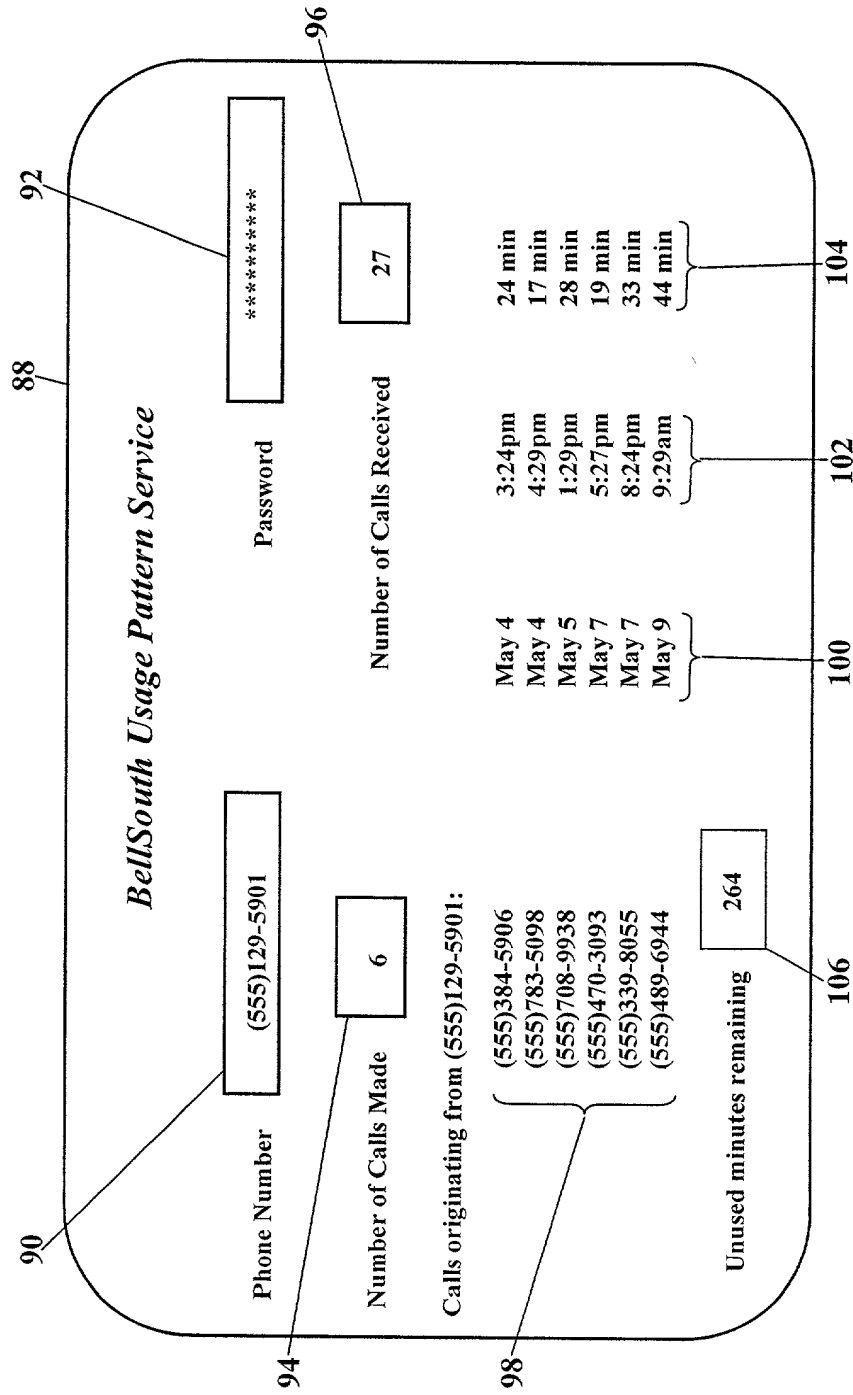 88
92
96
90
94
98
BellSouth Usage Pattern Service
Phone Number (555)129-5901 Password **********
Number of Calls Made 6 Number of Calls Received 27
Calls originating from (555)129-5901:
(555)384-5906 May 4 3:24pm 24 min
(555)783-5098 May 4 4:29pm 17 min
(555)708-9938 May 5 1:29pm 28 min
(555)470-3093 May 7 5:27pm 19 min
(555)339-8055 May 7 8:24pm 33 min
(555)489-6944 May 9 9:29am 44 min
Unused minutes remaining 264
106
100
102
104